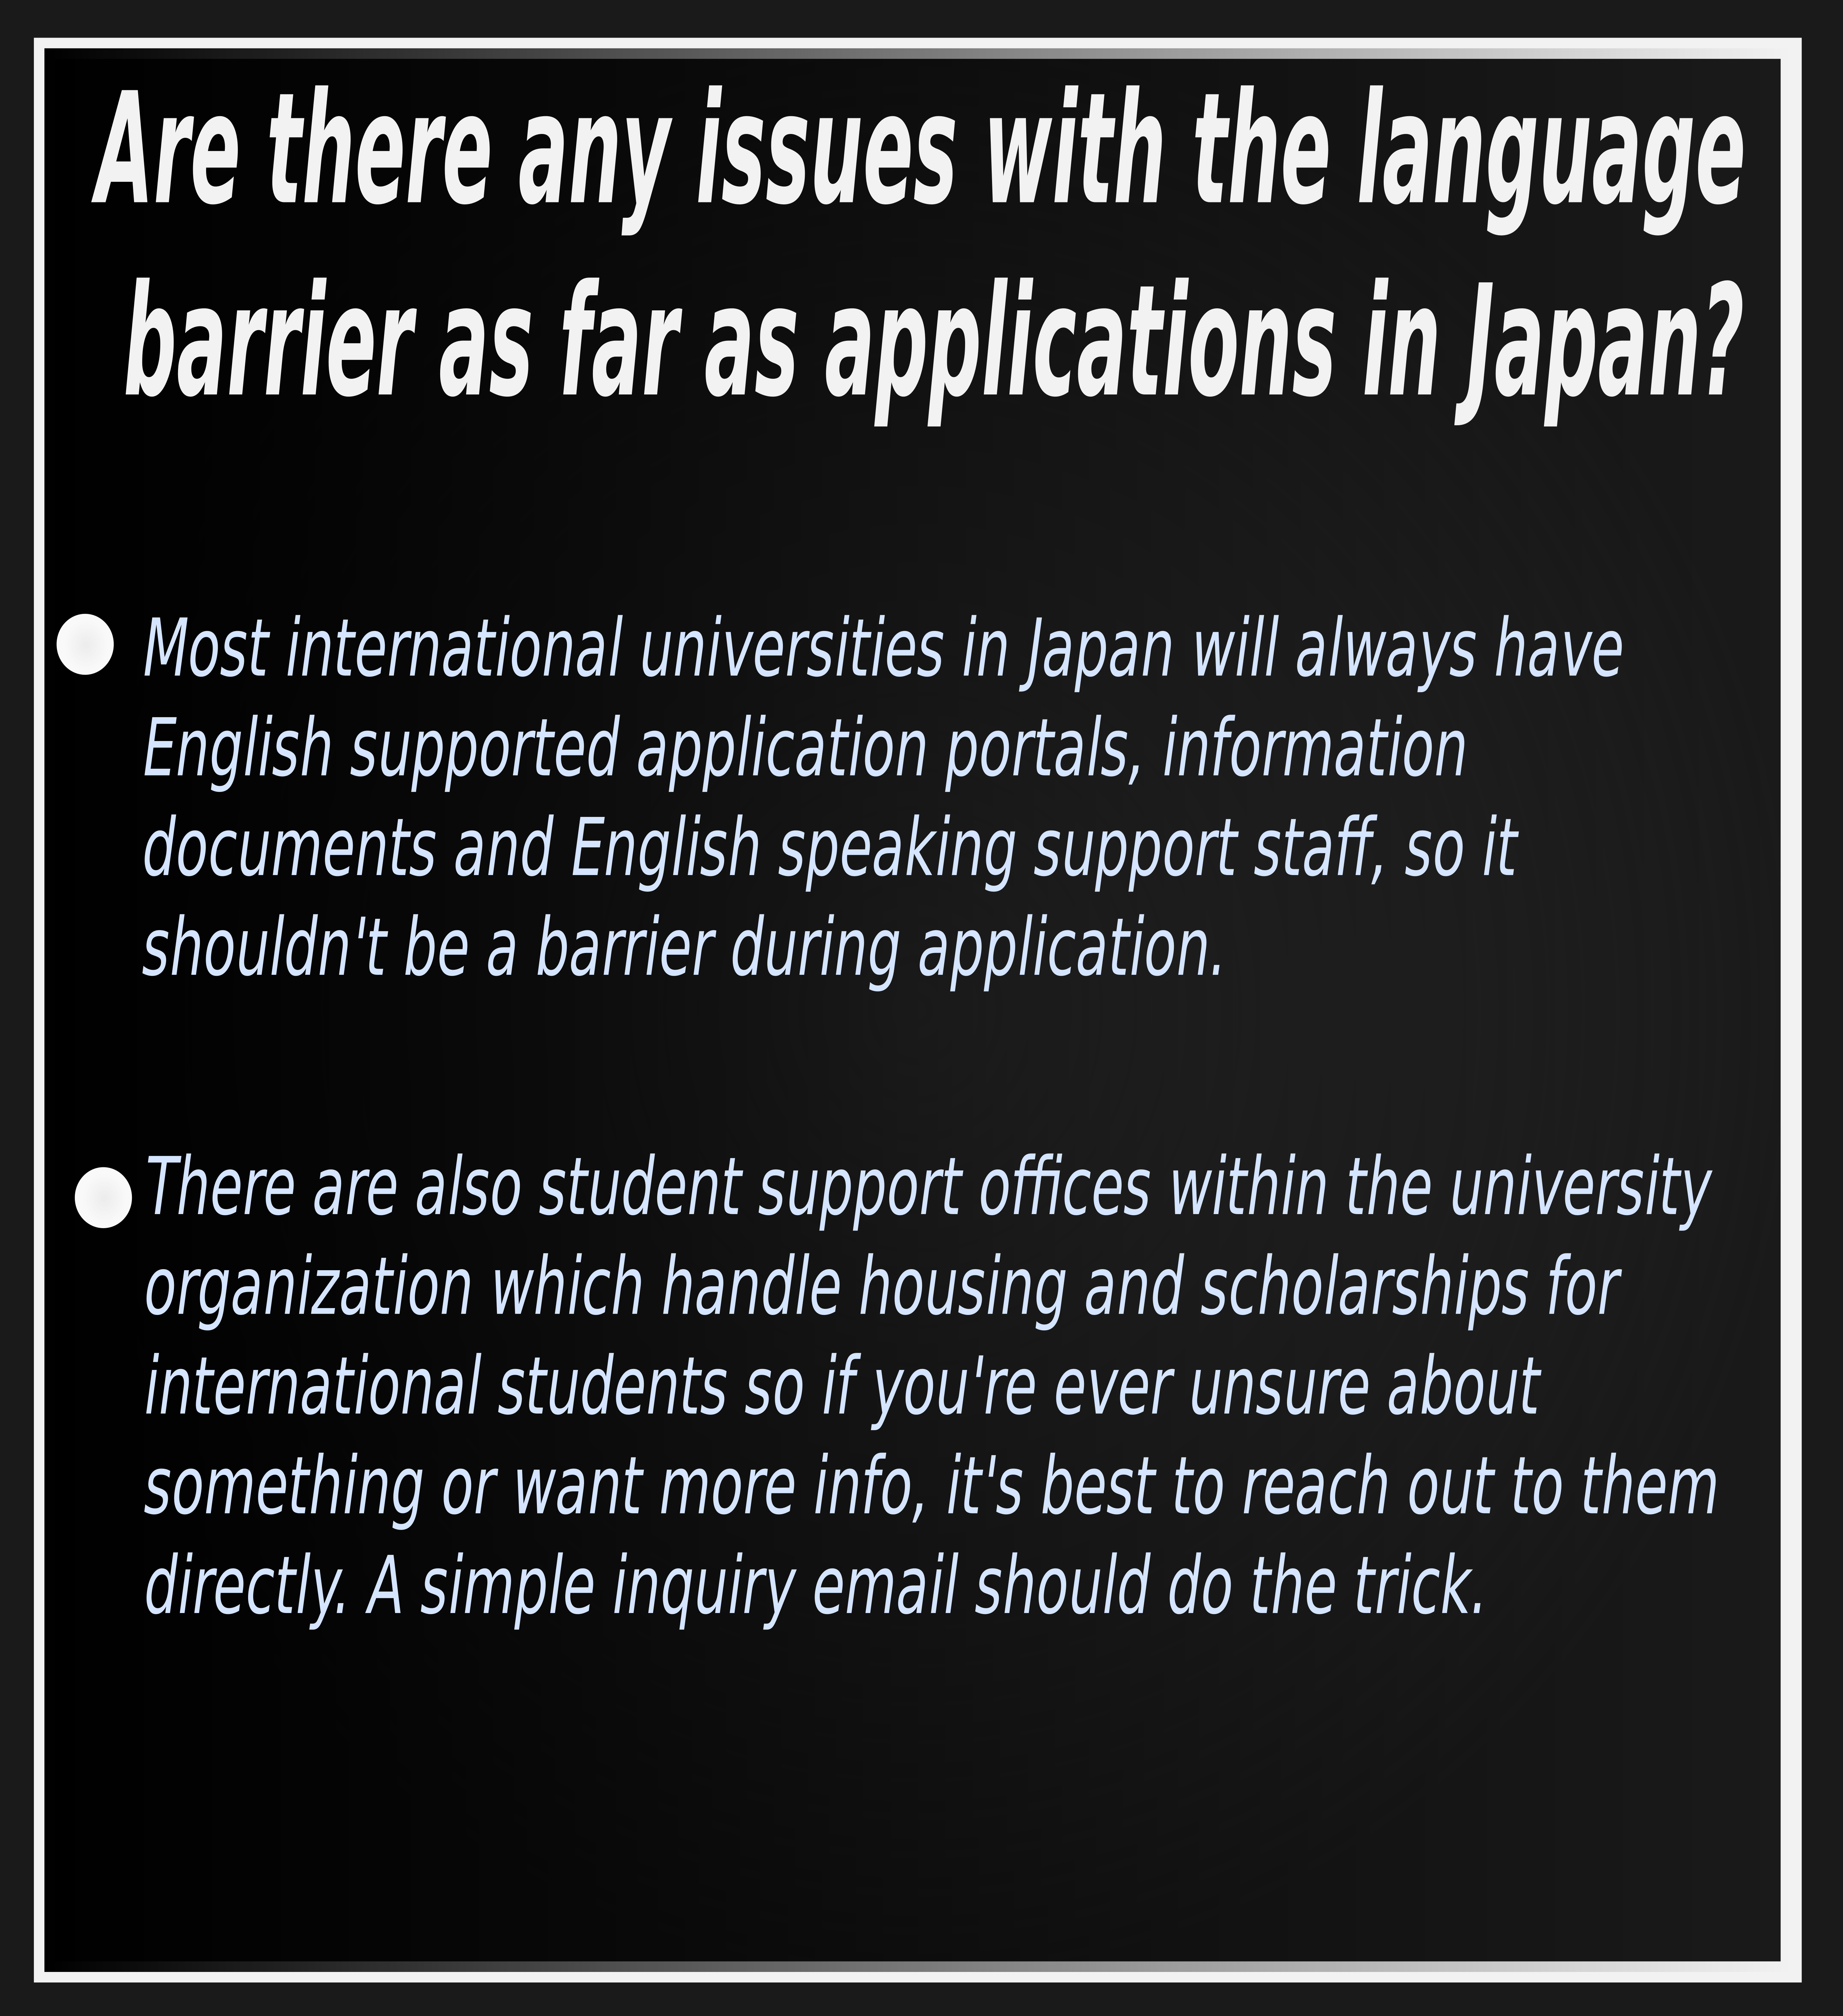 Are there any issues with the language
barrier as far as applications in Japan?
Most international universities in Japan will always have
English supported application portals, information
documents and English speaking support staff, so it
shouldn't be a barrier during application.
There are also student support offices within the university
organization which handle housing and scholarships for
international students so if you're ever unsure about
something or want more info, it's best to reach out to them
directly. A simple inquiry email should do the trick.